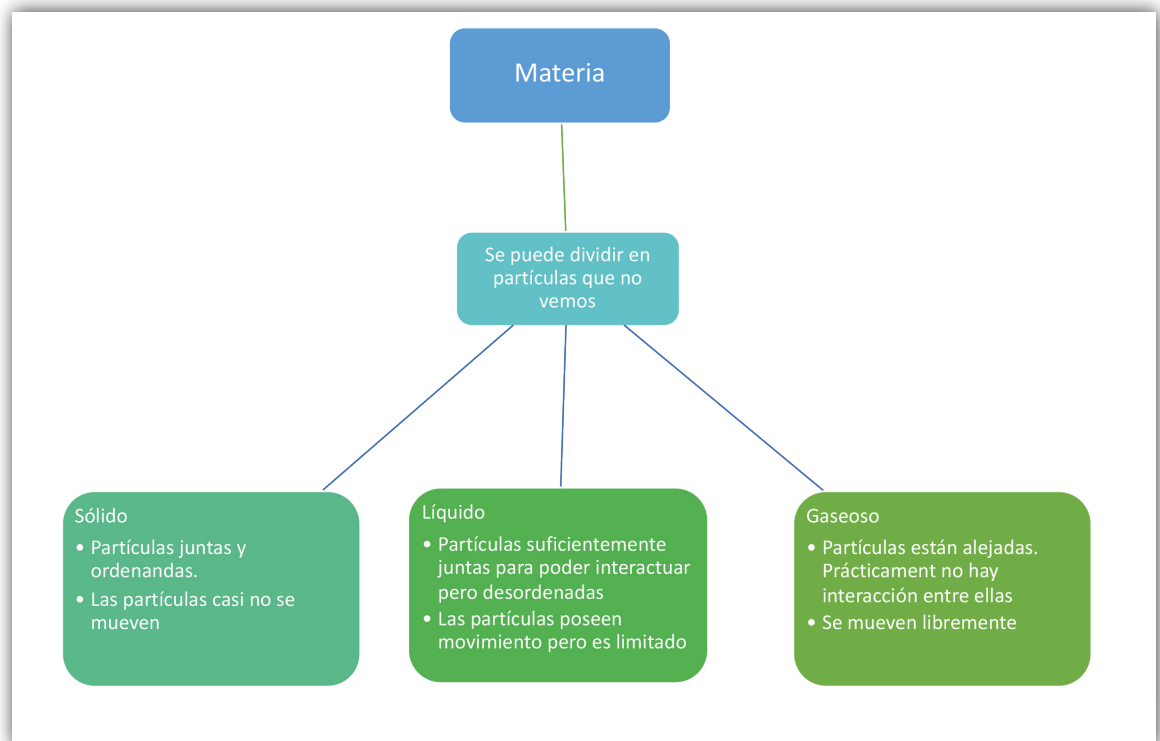 Materia
Se puede dividir en
partículas que no
vemos
Sólido
• Partículas juntas y
ordenandas.
• Las partículas casi no se
mueven
Líquido
• Partículas suficientemente
juntas para poder interactuar
pero desordenadas
• Las partículas poseen
movimiento pero es limitado
Gaseoso
• Partículas están alejadas.
Prácticament no hay
interacción entre ellas
• Se mueven libremente